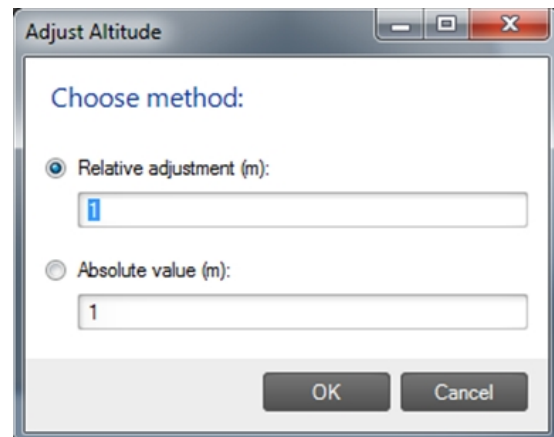 Adjust Altitude
Choose method:
Relative adjustment (m):
1
Absolute value (m):
1
OK Cancel